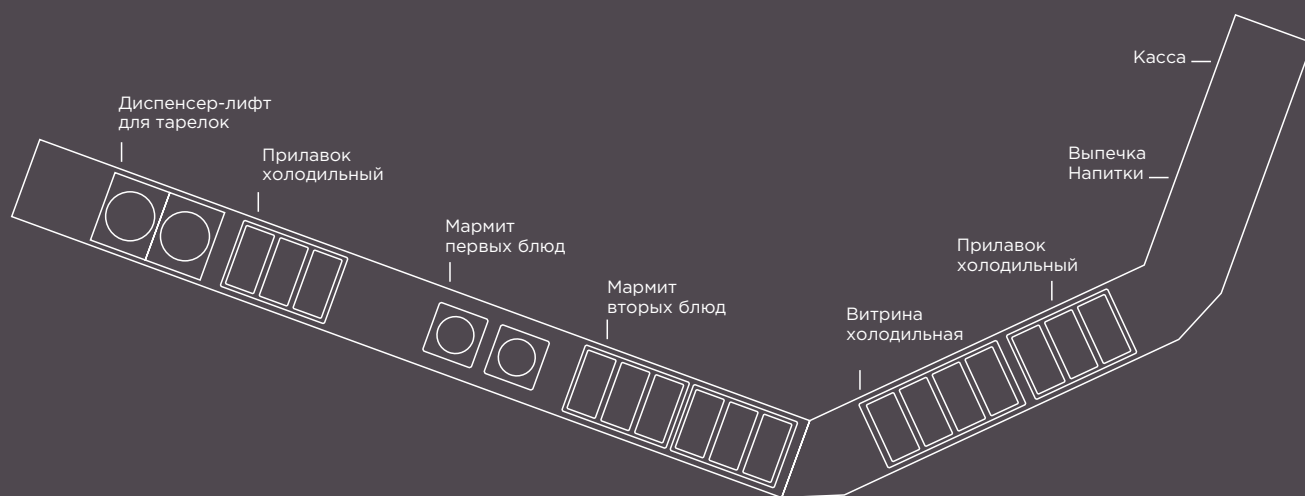 Диспенсер-лифт
для тарелок
Прилавок
холодильный
Мармит
первых блюд
Мармит
вторых блюд
Витрина
холодильная
Прилавок
холодильный
Выпечка
Напитки
Касса